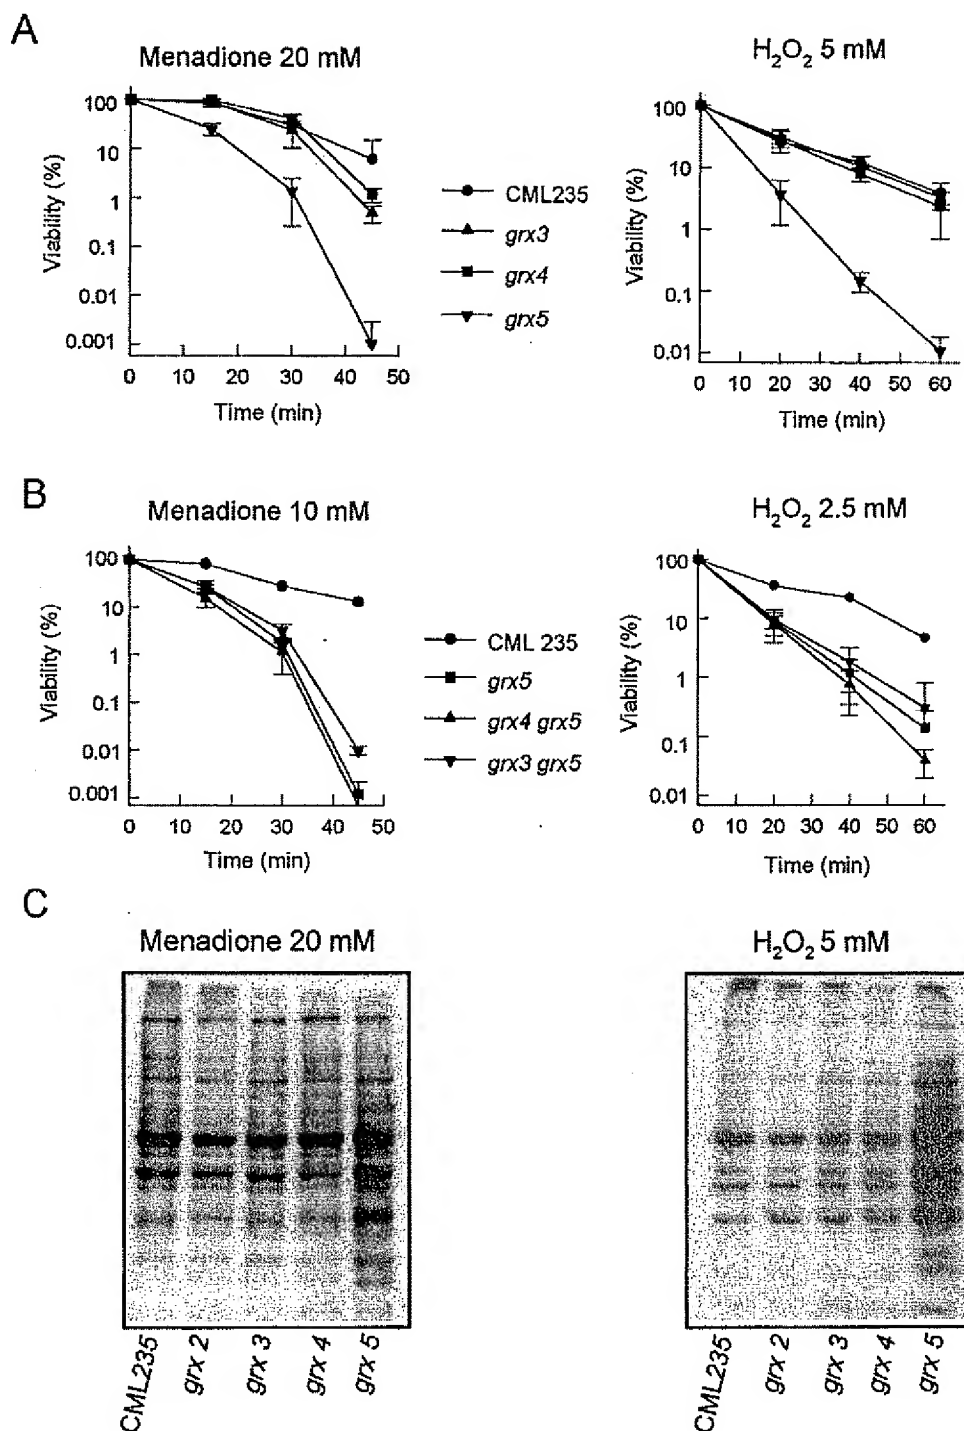 A
Menadione 20 mM
Viability (%)
100
10
1
0.1
0.01
0.001
0 10 20 30 40 50
Time (min)
CML235
grx3
grx4
grx5
H₂O₂ 5 mM
Viability (%)
100
10
1
0.1
0.01
0 10 20 30 40 50 60
Time (min)
B
Menadione 10 mM
Viability (%)
100
10
1
0.1
0.01
0.001
0 10 20 30 40 50
Time (min)
CML 235
grx5
grx4 grx5
grx3 grx5
H₂O₂ 2.5 mM
Viability (%)
100
10
1
0.1
0.01
0 10 20 30 40 50 60
Time (min)
C
Menadione 20 mM
CML235
grx 2
grx 3
grx 4
grx 5
H₂O₂ 5 mM
CML235
grx 2
grx 3
grx 4
grx 5